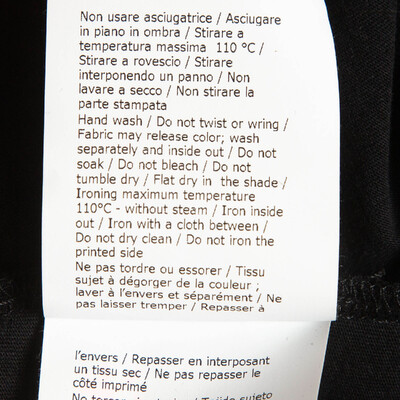 Non usare asciugatrice / Asciugare
in piano in ombra / Stirare a
temperatura massima 110 °C /
Stirare a rovescio / Stirare
interponendo un panno / Non
lavare a secco / Non stirare la
parte stampata
Hand wash / Do not twist or wring /
Fabric may release color; wash
separately and inside out / Do not
soak / Do not bleach / Do not
tumble dry / Flat dry in the shade /
Ironing maximum temperature
110°C - without steam / Iron inside
out / Iron with a cloth between /
Do not dry clean / Do not iron the
printed side
Ne pas tordre ou essorer / Tissu
sujet à dégorger de la couleur ;
laver à l'envers et séparément / Ne
pas laisser tremper / Repasser à
l'envers / Repasser en interposant
un tissu sec / Ne pas repasser le
côté imprimé
Tejido sujeto